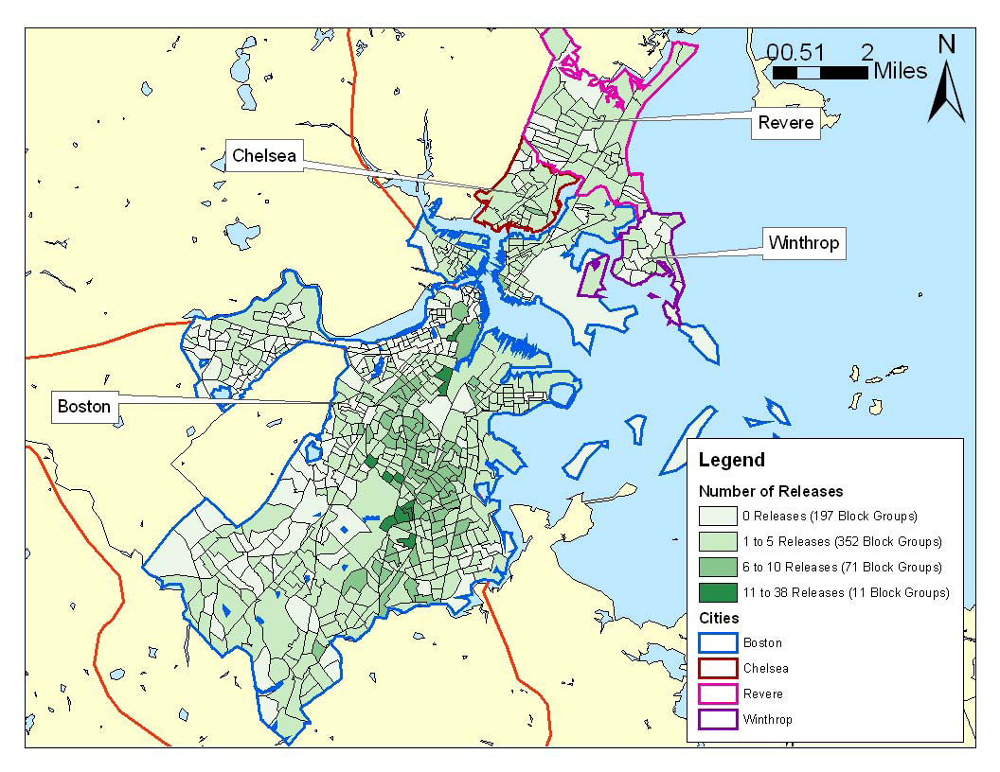 N
00.51 2
Miles
Revere
Chelsea
Winthrop
Boston
Legend
Number of Releases
0 Releases (197 Block Groups)
1 to 5 Releases (352 Block Groups)
6 to 10 Releases (71 Block Groups)
11 to 38 Releases (11 Block Groups)
Cities
Boston
Chelsea
Revere
Winthrop